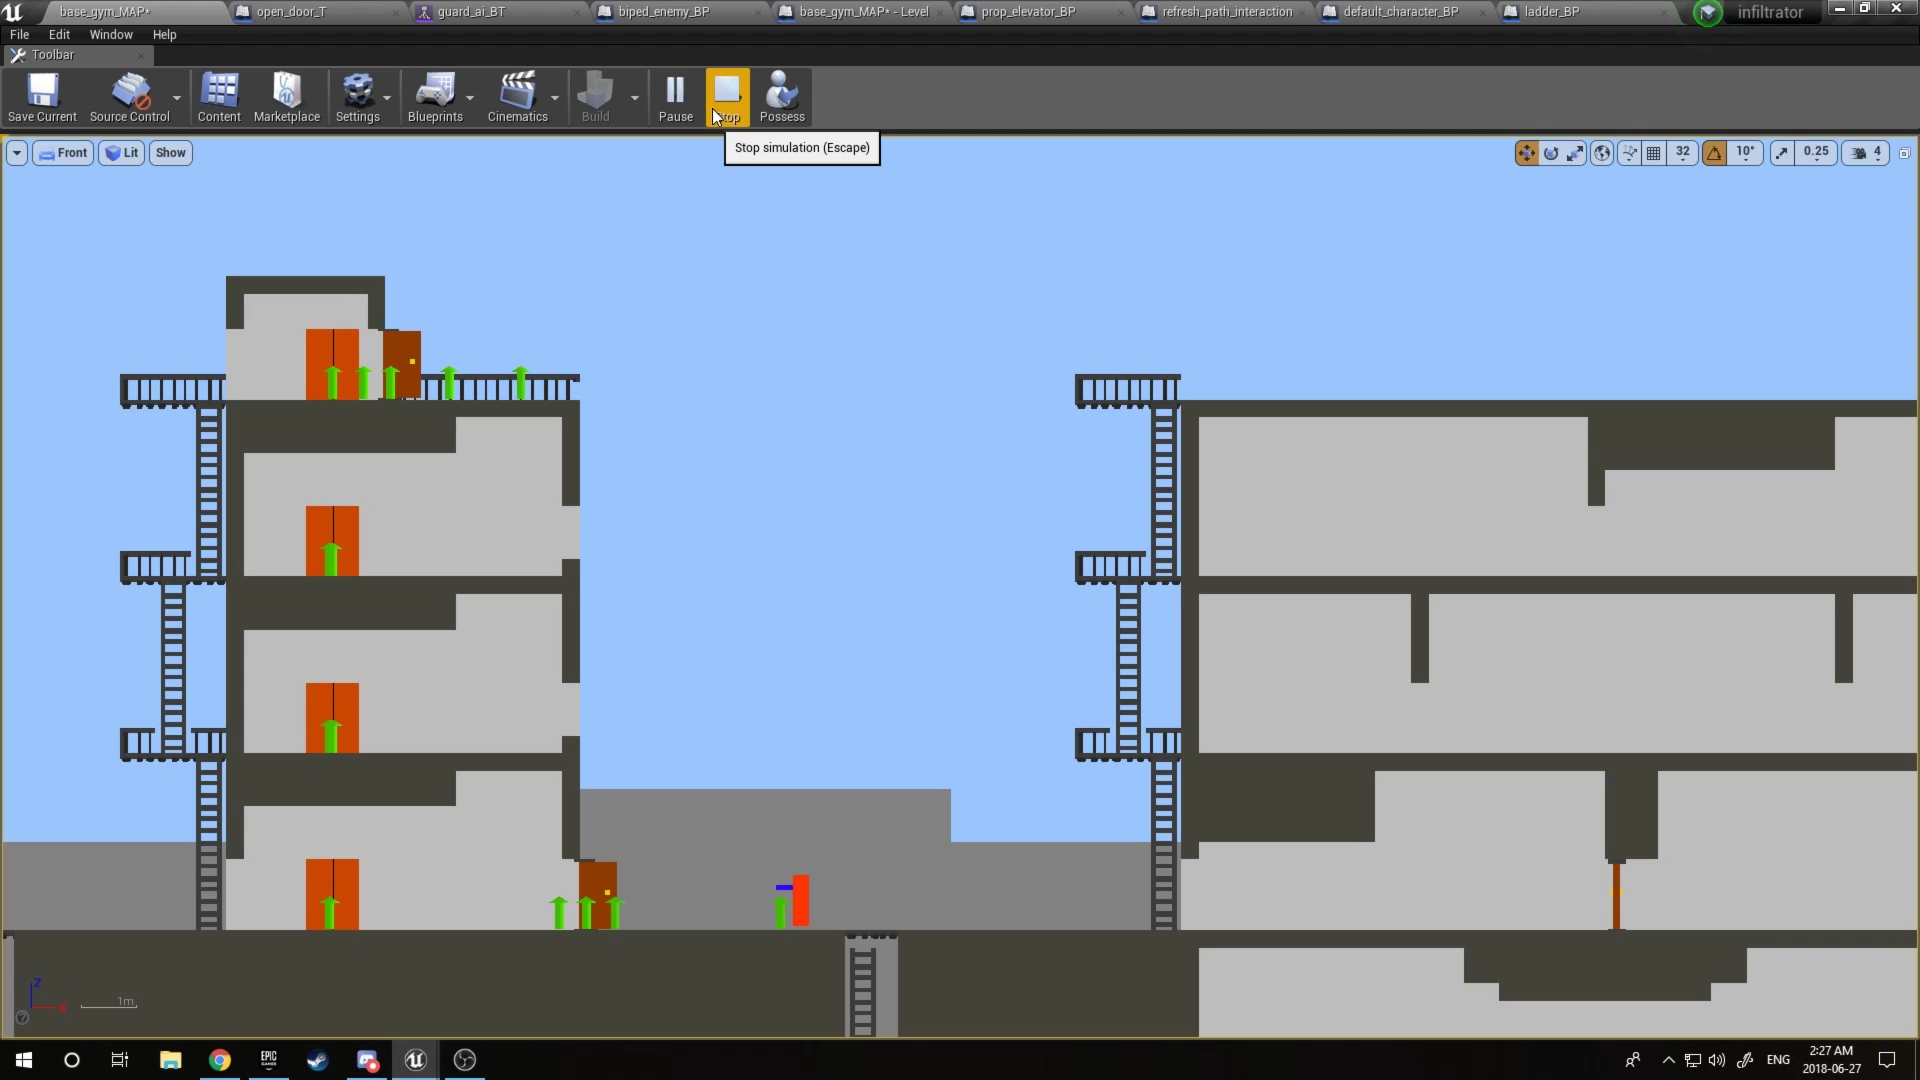 base_gym_MAP*
open_door_T
guard_ai_BT
biped_enemy_BP
base_gym_MAP* - Level
prop_elevator_BP
refresh_path_interaction
default_character_BP
ladder_BP
infiltrator
File Edit Window Help
Toolbar
Save Current
Source Control
Content
Marketplace
Settings
Blueprints
Cinematics
Build
Pause
Possess
Stop simulation (Escape)
Front
Lit
Show
32
10°
0.25
4
Z
X
1m
EPIC
GAMES
ENG
2:27 AM
2018-06-27